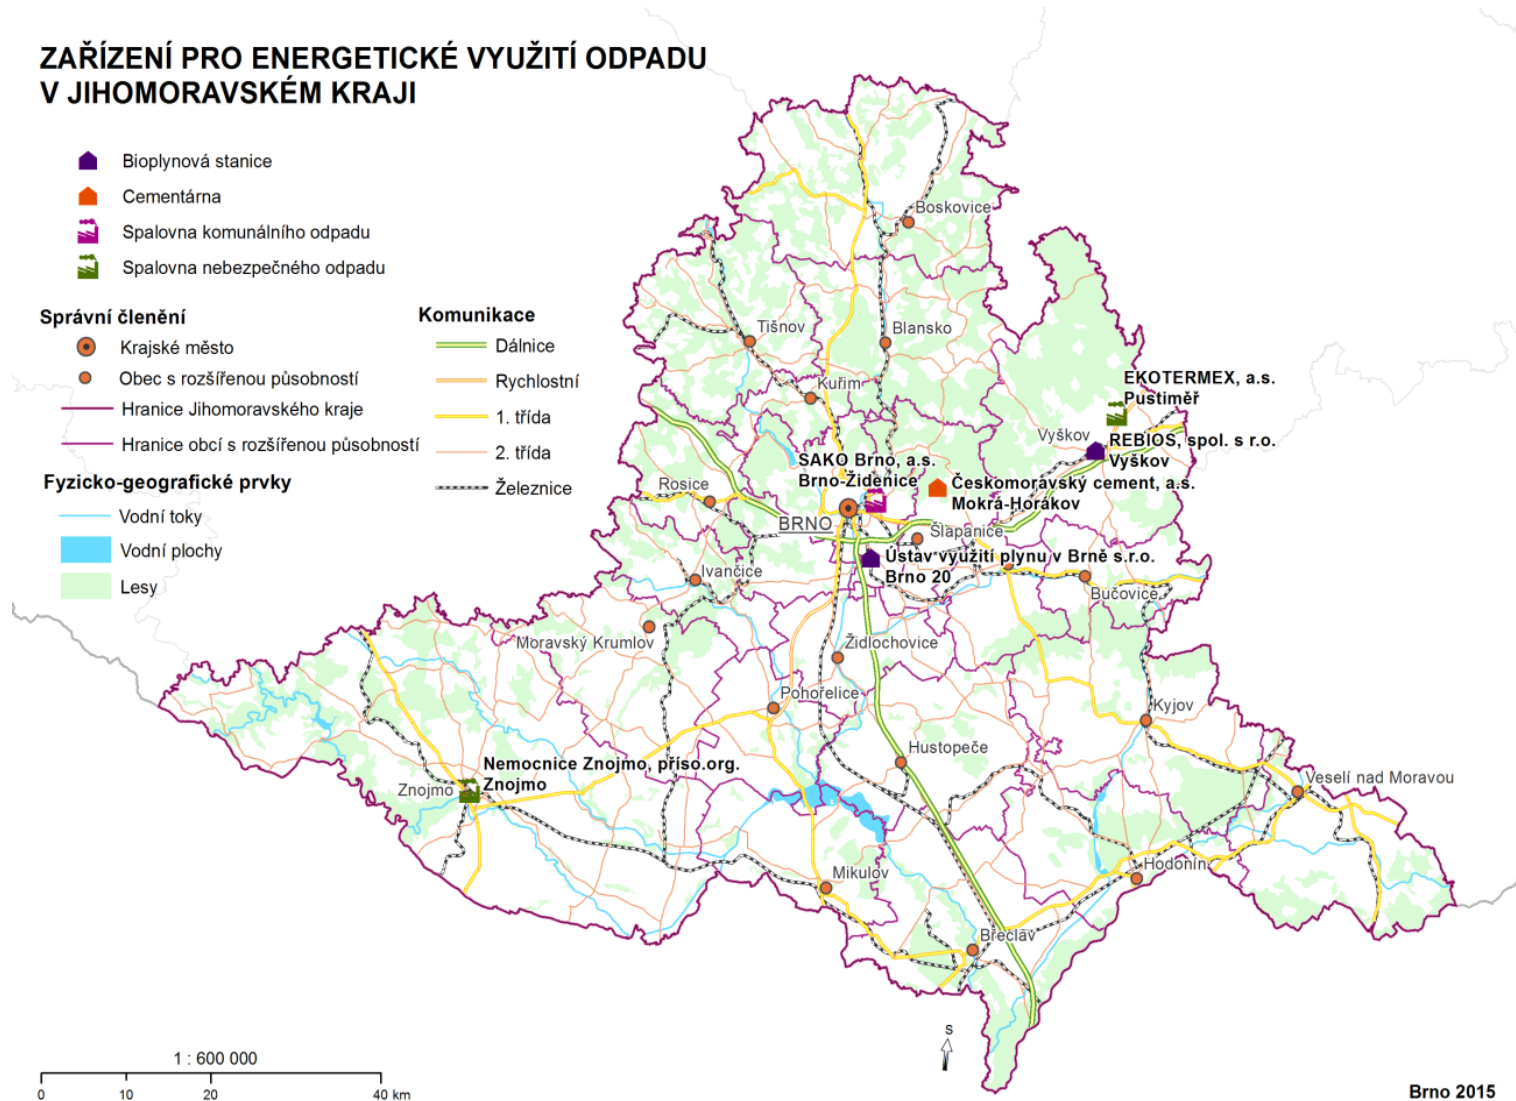 ZAŘÍZENÍ PRO ENERGETICKÉ VYUŽITÍ ODPADU
V JIHOMORAVSKÉM KRAJI
Bioplynová stanice
Cementárna
Spalovna komunálního odpadu
Spalovna nebezpečného odpadu
Správní členění
Krajské město
Obec s rozšířenou působností
Hranice Jihomoravského kraje
Hranice obcí s rozšířenou působností
Fyzicko-geografické prvky
Vodní toky
Vodní plochy
Lesy
Komunikace
Dálnice
Rychlostní
1. třída
2. třída
Železnice
Boskovice
Tišnov
Blansko
Kuřim
EKOTERMEX, a.s.
Pustiměř
Vyškov
REBIOS, spol. s r.o.
Vyškov
SAKO Brno, a.s.
Brno-Židenice
Českomoravský cement, a.s.
Mokrá-Horákov
Rosice
BRNO
Šlapanice
Ústav využití plynu v Brně s.r.o.
Brno 20
Ivančice
Bučovice
Moravský Krumlov
Židlochovice
Pohořelice
Kyjov
Hustopeče
Nemocnice Znojmo, příso.org.
Znojmo
Znojmo
Veselí nad Moravou
Mikulov
Hodonín
Břeclav
S
1 : 600 000
0 10 20 40 km
Brno 2015